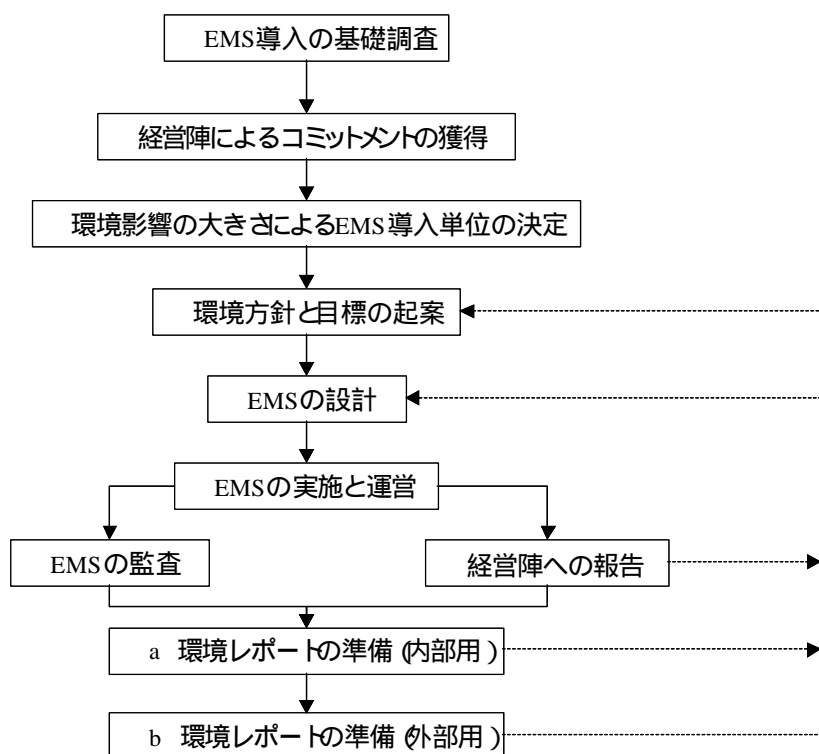 EMS導入の基礎調査
経営陣によるコミットメントの獲得
環境影響の大きさによるEMS導入単位の決定
環境方針と目標の起案
EMSの設計
EMSの実施と運営
EMSの監査
経営陣への報告
a 環境レポートの準備(内部用)
b 環境レポートの準備(外部用)